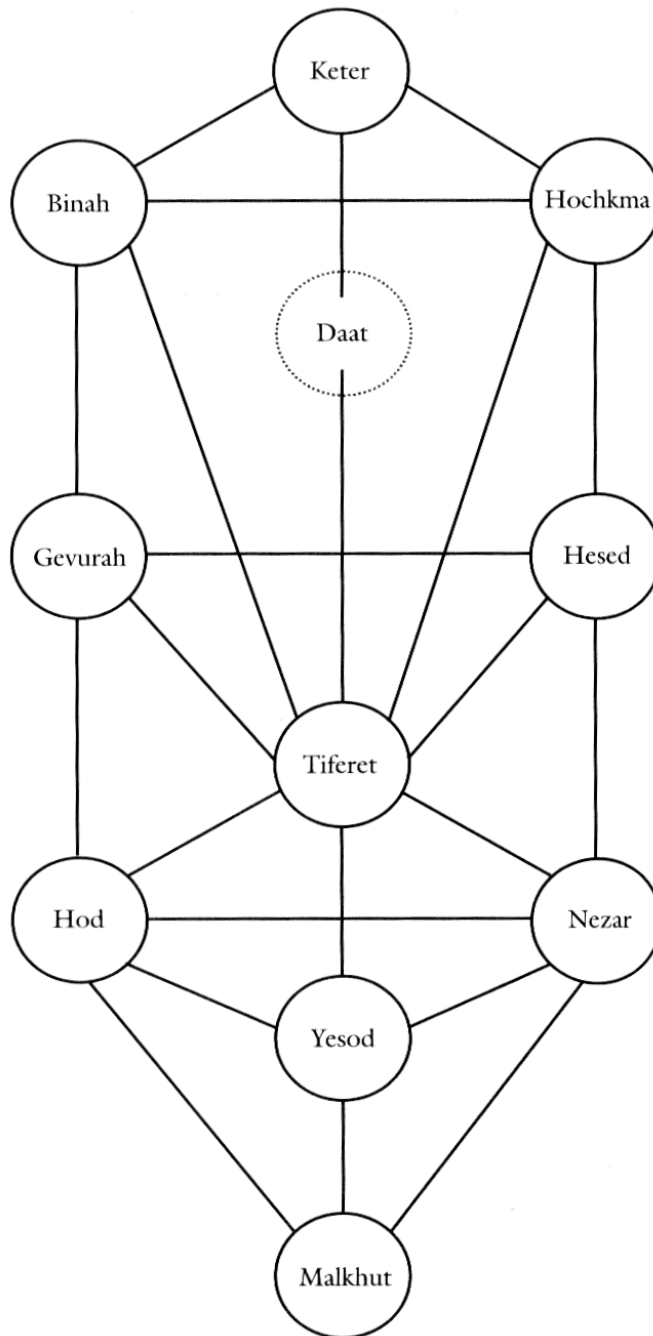 Keter
Binah
Hochkma
Daat
Gevurah
Hesed
Tiferet
Hod
Nezar
Yesod
Malkhut